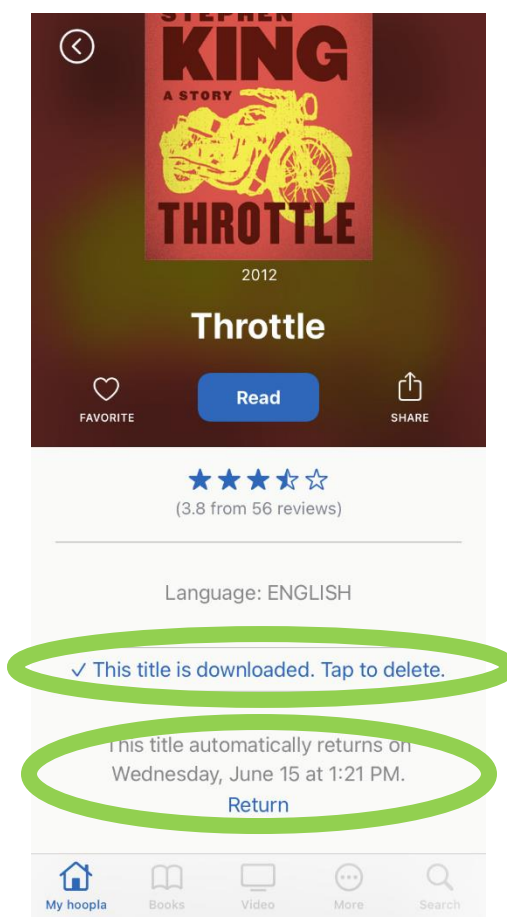 STEPHEN
KING
A STORY
THROTTLE
2012
Throttle
FAVORITE
Read
SHARE
(3.8 from 56 reviews)
Language: ENGLISH
✓ This title is downloaded. Tap to delete.
This title automatically returns on
Wednesday, June 15 at 1:21 PM.
Return
My hoopla
Books
Video
More
Search